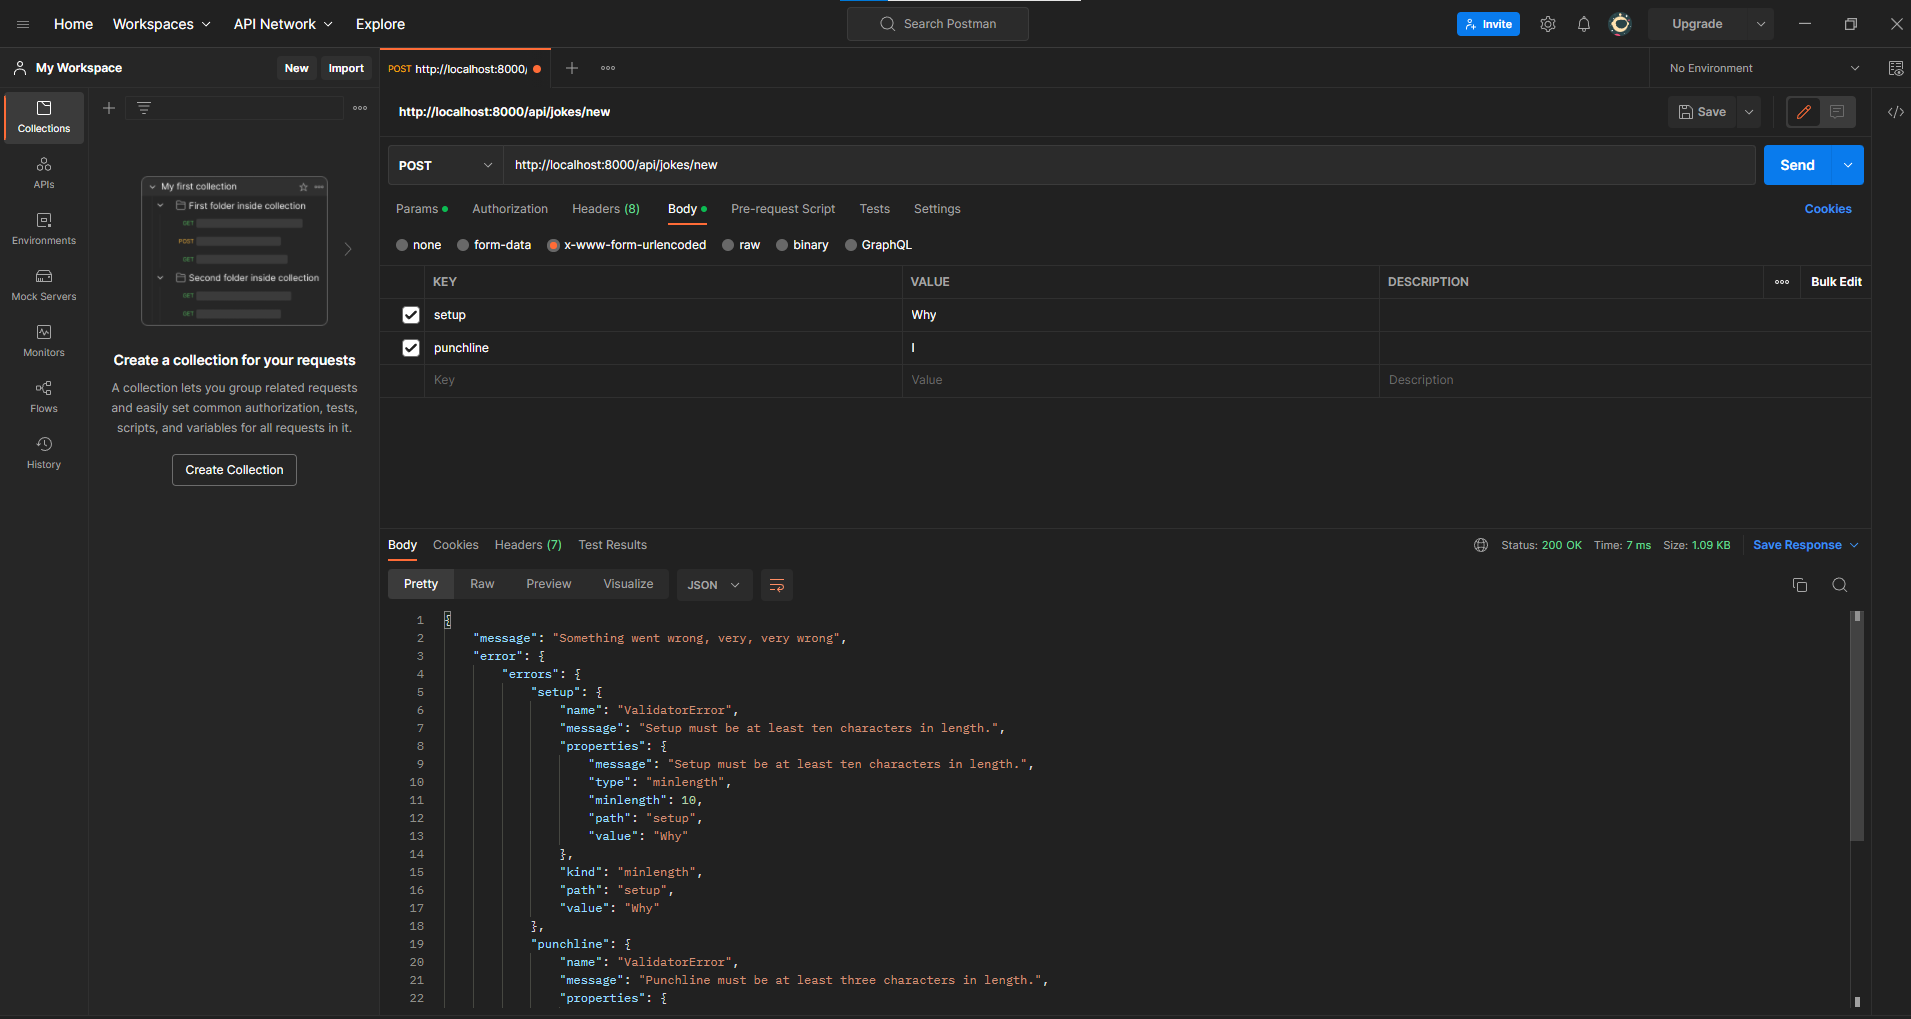 Home Workspaces API Network Explore Search Postman Invite Upgrade
My Workspace New Import
POST http://localhost:8000/ No Environment
Collections
APIs
Environments
Mock Servers
Monitors
Flows
History
My first collection
First folder inside collection
GET
POST
GET
Second folder inside collection
GET
GET
Create a collection for your requests
A collection lets you group related requests
and easily set common authorization, tests,
scripts, and variables for all requests in it.
Create Collection
http://localhost:8000/api/jokes/new Save
POST http://localhost:8000/api/jokes/new Send
Params Authorization Headers (8) Body Pre-request Script Tests Settings Cookies
none form-data x-www-form-urlencoded raw binary GraphQL
KEY VALUE DESCRIPTION Bulk Edit
setup Why
punchline I
Key Value Description
Body Cookies Headers (7) Test Results Status: 200 OK Time: 7 ms Size: 1.09 KB Save Response
Pretty Raw Preview Visualize JSON
1 {
2 "message": "Something went wrong, very, very wrong",
3 "error": {
4 "errors": {
5 "setup": {
6 "name": "ValidatorError",
7 "message": "Setup must be at least ten characters in length.",
8 "properties": {
9 "message": "Setup must be at least ten characters in length.",
10 "type": "minlength",
11 "minlength": 10,
12 "path": "setup",
13 "value": "Why"
14 },
15 "kind": "minlength",
16 "path": "setup",
17 "value": "Why"
18 },
19 "punchline": {
20 "name": "ValidatorError",
21 "message": "Punchline must be at least three characters in length.",
22 "properties": {